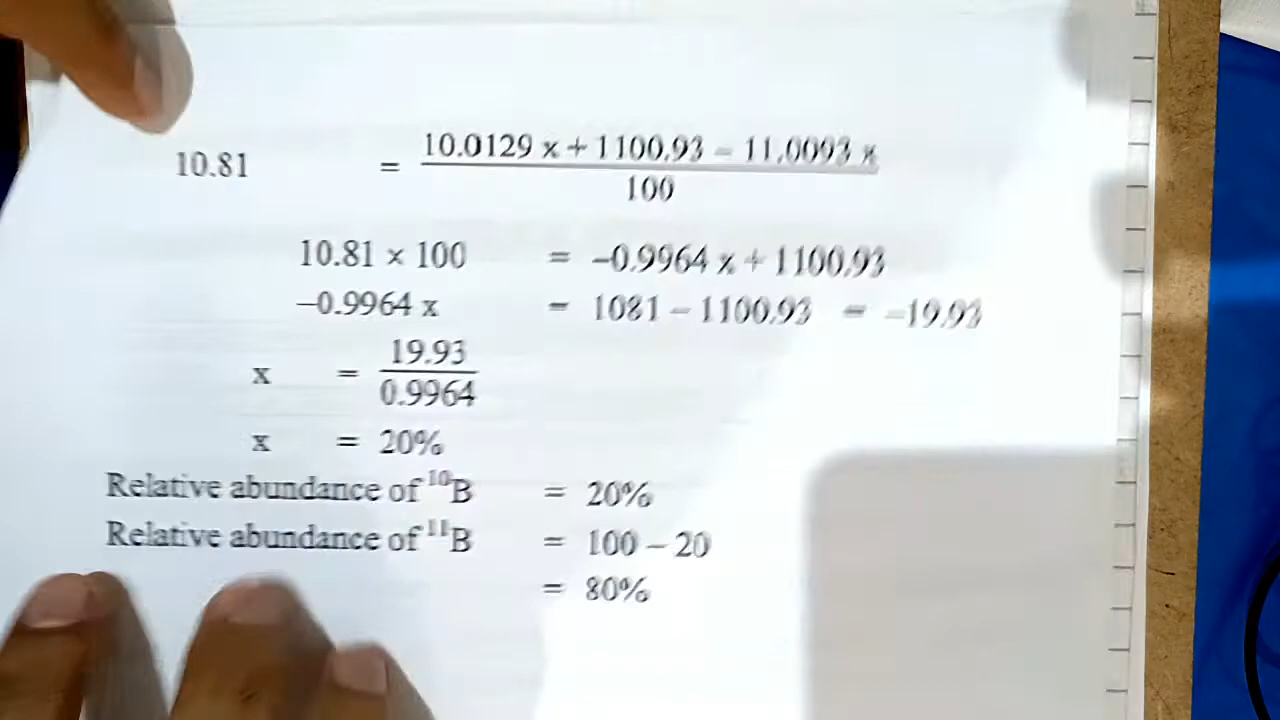 10.81 = 10.0129 x + 1100.93 – 11.0093 x
100
10.81 × 100 = –0.9964 x + 1100.93
–0.9964 x = 1081 – 1100.93 = –19.93
x = 19.93
0.9964
x = 20%
Relative abundance of ¹⁰B = 20%
Relative abundance of ¹¹B = 100 – 20
= 80%